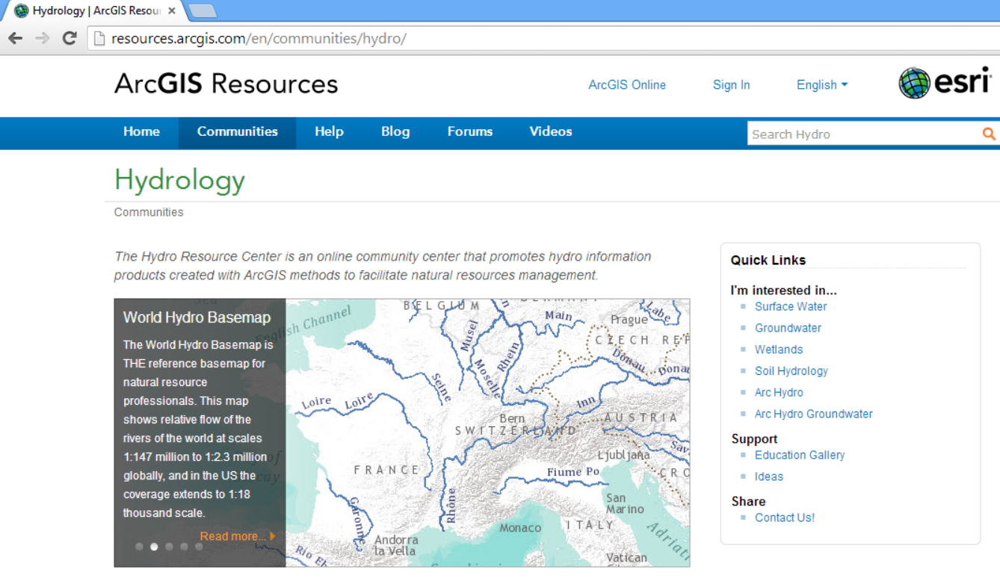 Hydrology | ArcGIS Resou
resources.arcgis.com/en/communities/hydro/
ArcGIS Resources
ArcGIS Online
Sign In
English
esri
Home
Communities
Help
Blog
Forums
Videos
Search Hydro
Hydrology
Communities
The Hydro Resource Center is an online community center that promotes hydro information
products created with ArcGIS methods to facilitate natural resources management.
World Hydro Basemap
The World Hydro Basemap is
THE reference basemap for
natural resource
professionals. This map
shows relative flow of the
rivers of the world at scales
1:147 million to 1:2.3 million
globally, and in the US the
coverage extends to 1:18
thousand scale.
Read more...
English Channel
BELGIUM
GERMANY
Main
Labe
Prague
CZECH REP
Musel
Moselle
Rhein
Donau
Donau
Seine
Loire
Loire
Inn
Bern
SWITZERLAND
AUSTRIA
Ljubljana
Sav
FRANCE
Fiume Po
CRO
Garonne
Rhône
San
Marino
Monaco
ITALY
Adriati
Andorra
la Vella
Vatican
Río Eb
Quick Links
I'm interested in...
Surface Water
Groundwater
Wetlands
Soil Hydrology
Arc Hydro
Arc Hydro Groundwater
Support
Education Gallery
Ideas
Share
Contact Us!